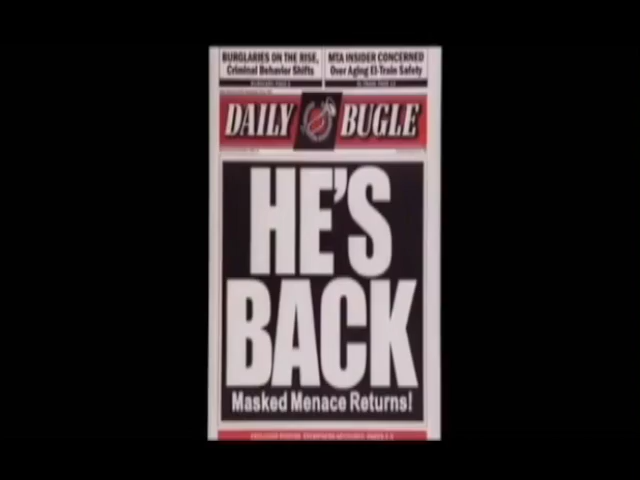 BURGLARIES ON THE RISE,
Criminal Behavior Shifts
MTA INSIDER CONCERNED
Over Aging El-Train Safety
DAILY BUGLE
HE'S
BACK
Masked Menace Returns!